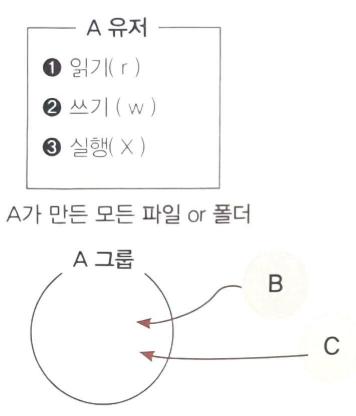 A 유저
❶ 읽기( r )
❷ 쓰기 ( w )
❸ 실행( X )
A가 만든 모든 파일 or 폴더
A 그룹
B
C